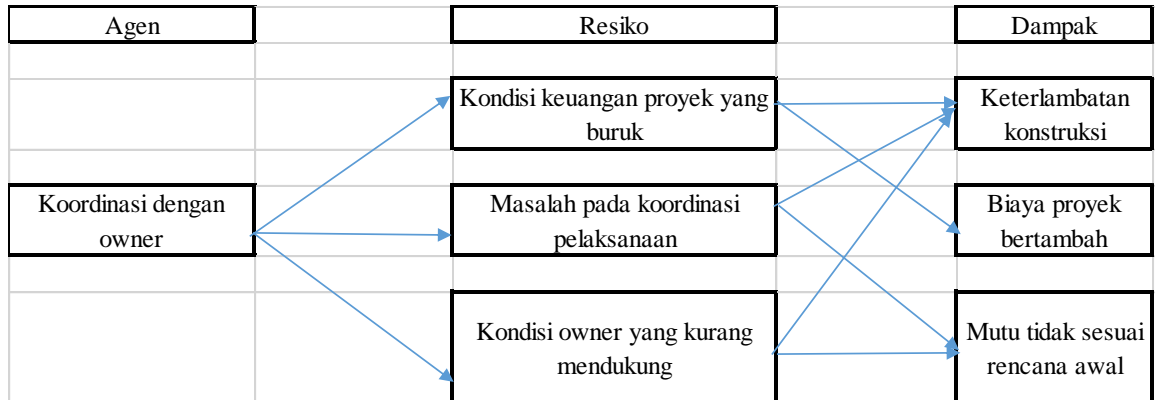 Agen
Resiko
Dampak
Kondisi keuangan proyek yang
buruk
Keterlambatan
konstruksi
Koordinasi dengan
owner
Masalah pada koordinasi
pelaksanaan
Biaya proyek
bertambah
Kondisi owner yang kurang
mendukung
Mutu tidak sesuai
rencana awal